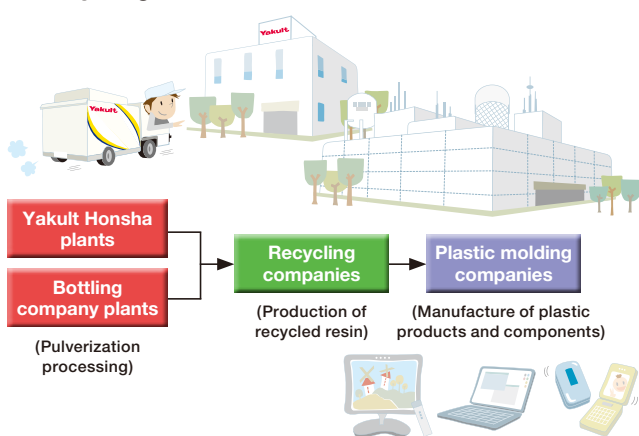 Yakult
Yakult
Yakult Honsha
plants
Bottling
company plants
(Pulverization
processing)
Recycling
companies
(Production of
recycled resin)
Plastic molding
companies
(Manufacture of plastic
products and components)